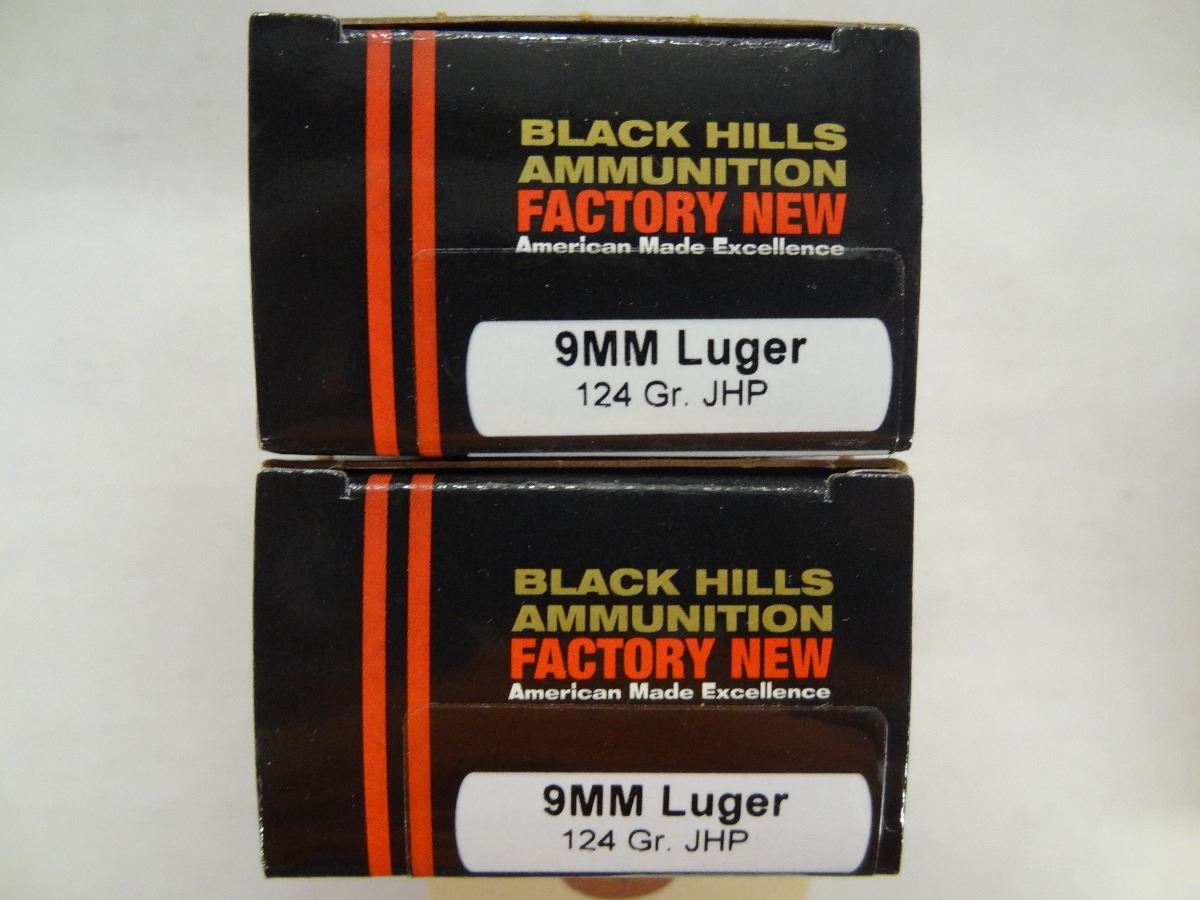 BLACK HILLS
AMMUNITION
FACTORY NEW
American Made Excellence
9MM Luger
124 Gr. JHP
BLACK HILLS
AMMUNITION
FACTORY NEW
American Made Excellence
9MM Luger
124 Gr. JHP